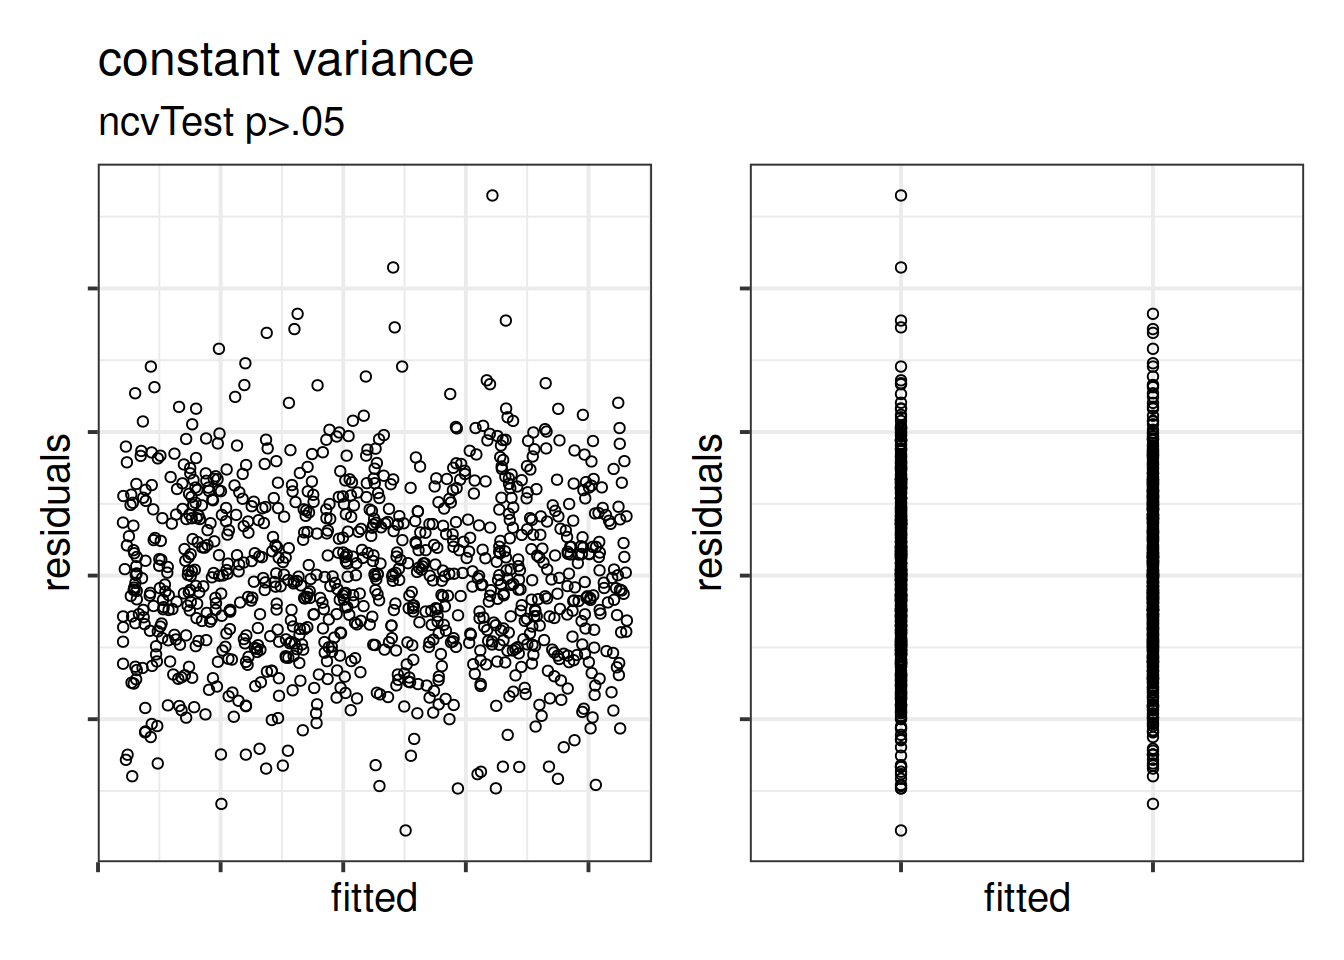 constant variance
ncvTest p>.05
residuals
fitted
residuals
fitted